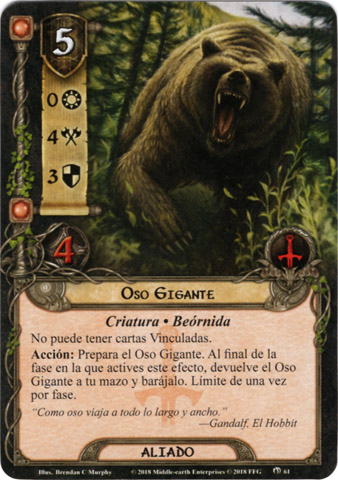 5
0
4
3
4
Oso Gigante
Criatura • Beórnida
No puede tener cartas Vinculadas.
Acción: Prepara el Oso Gigante. Al final de la
fase en la que actives este efecto, devuelve el Oso
Gigante a tu mazo y barájalo. Límite de una vez
por fase.
“Como oso viaja a todo lo largo y ancho.”
—Gandalf, El Hobbit
ALIADO
Illus. Brendan C Murphy © 2018 Middle-earth Enterprises © 2018 FFG 61